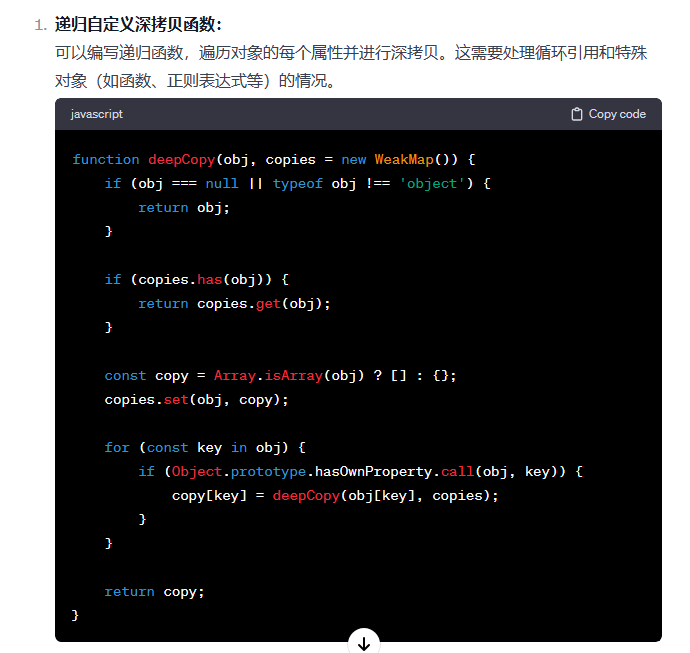 1. 递归自定义深拷贝函数：
可以编写递归函数，遍历对象的每个属性并进行深拷贝。这需要处理循环引用和特殊
对象（如函数、正则表达式等）的情况。
javascript Copy code
function deepCopy(obj, copies = new WeakMap()) {
    if (obj === null || typeof obj !== 'object') {
        return obj;
    }

    if (copies.has(obj)) {
        return copies.get(obj);
    }

    const copy = Array.isArray(obj) ? [] : {};
    copies.set(obj, copy);

    for (const key in obj) {
        if (Object.prototype.hasOwnProperty.call(obj, key)) {
            copy[key] = deepCopy(obj[key], copies);
        }
    }

    return copy;
}